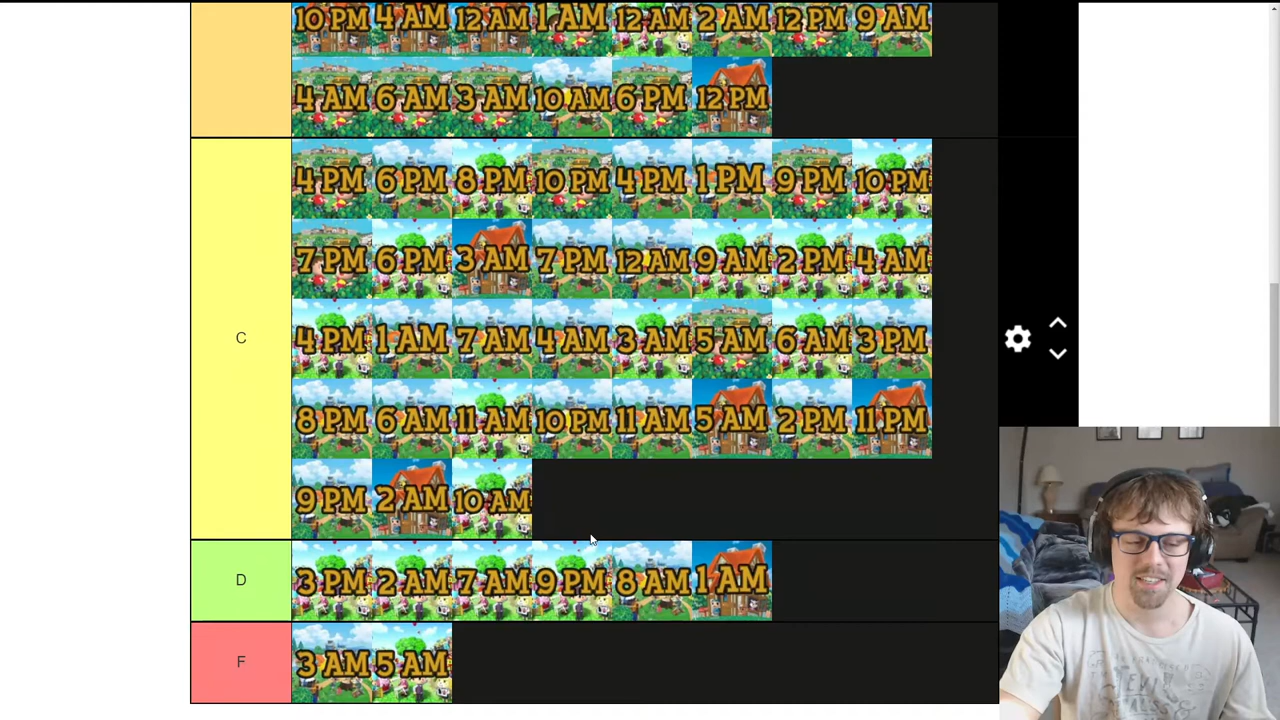 10 PM 4 AM 12 AM 1 AM 12 AM 2 AM 12 PM 9 AM
4 AM 6 AM 3 AM 10 AM 6 PM 12 PM
C
4 PM 6 PM 8 PM 10 PM 4 PM 1 PM 9 PM 10 PM
7 PM 6 PM 3 AM 7 PM 12 AM 9 AM 2 PM 4 AM
4 PM 1 AM 7 AM 4 AM 3 AM 5 AM 6 AM 3 PM
8 PM 6 AM 11 AM 10 PM 11 AM 5 AM 2 PM 11 PM
9 PM 2 AM 10 AM
D
3 PM 2 AM 7 AM 9 PM 8 AM 1 AM
F
3 AM 5 AM